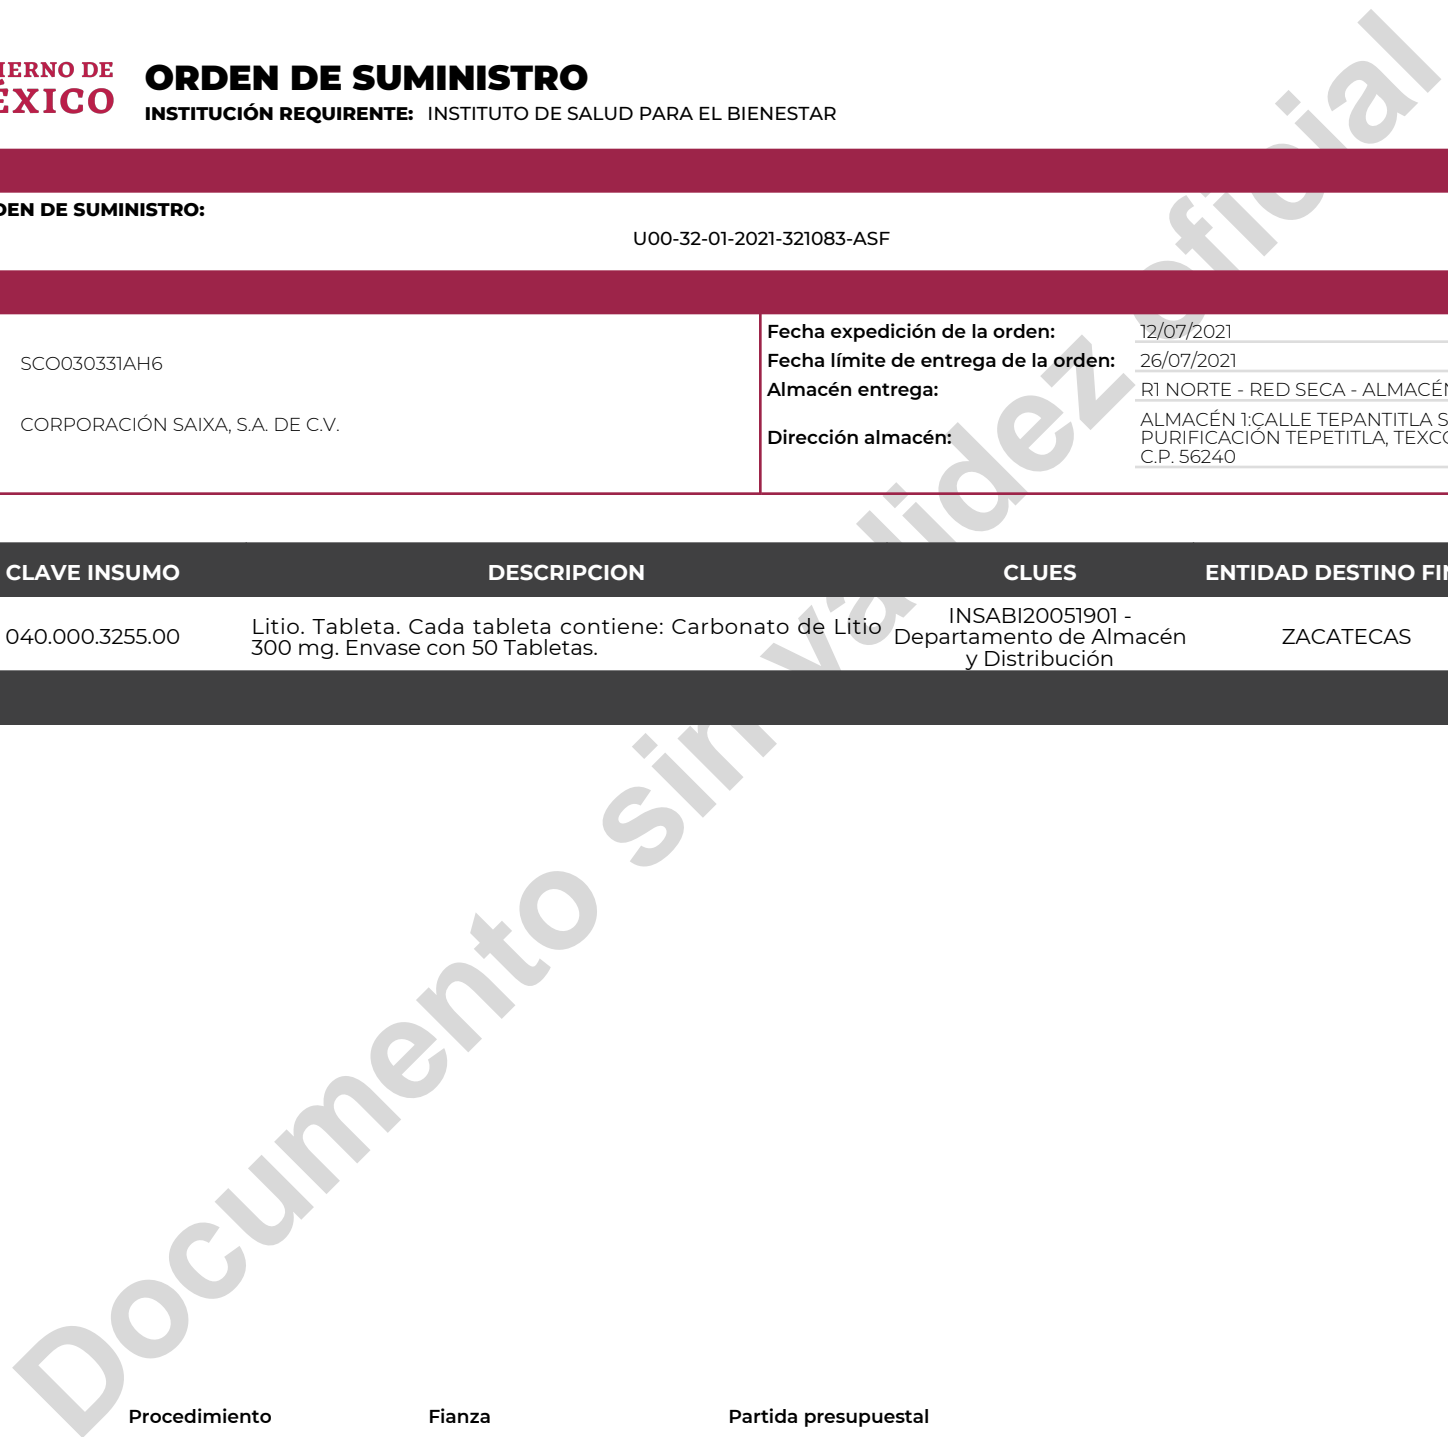 IERNO DE
ÉXICO
ORDEN DE SUMINISTRO
INSTITUCIÓN REQUIRENTE: INSTITUTO DE SALUD PARA EL BIENESTAR
DEN DE SUMINISTRO:
U00-32-01-2021-321083-ASF
SCO030331AH6
CORPORACIÓN SAIXA, S.A. DE C.V.
Fecha expedición de la orden: 12/07/2021
Fecha límite de entrega de la orden: 26/07/2021
Almacén entrega: R1 NORTE - RED SECA - ALMACÉN
Dirección almacén: ALMACÉN 1:CALLE TEPANTITLA S
PURIFICACIÓN TEPETITLA, TEXCO
C.P. 56240
CLAVE INSUMO DESCRIPCION CLUES ENTIDAD DESTINO FIN
040.000.3255.00
Litio. Tableta. Cada tableta contiene: Carbonato de Litio
300 mg. Envase con 50 Tabletas.
INSABI20051901 -
Departamento de Almacén
y Distribución
ZACATECAS
Documento sin validez oficial
Procedimiento Fianza Partida presupuestal